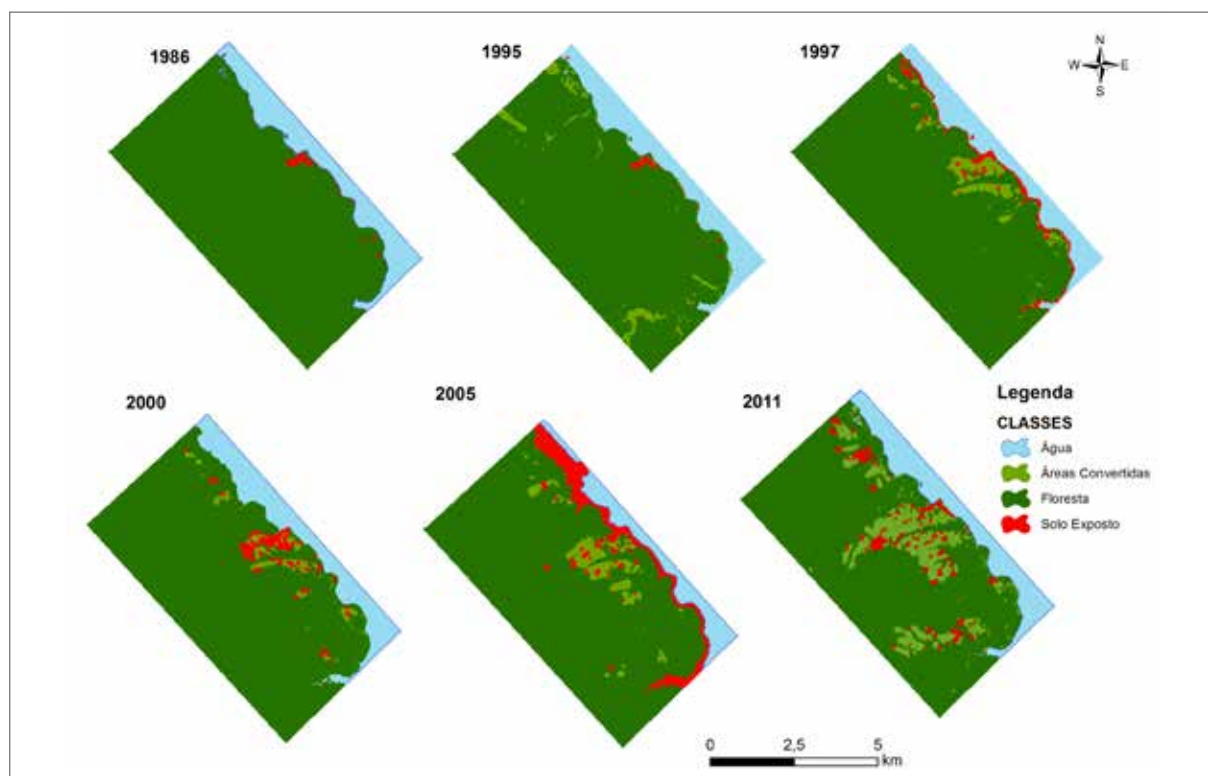 1986
1995
1997
N
W E
S
2000
2005
2011
Legenda
CLASSES
Água
Áreas Convertidas
Floresta
Solo Exposto
0 2,5 5
km